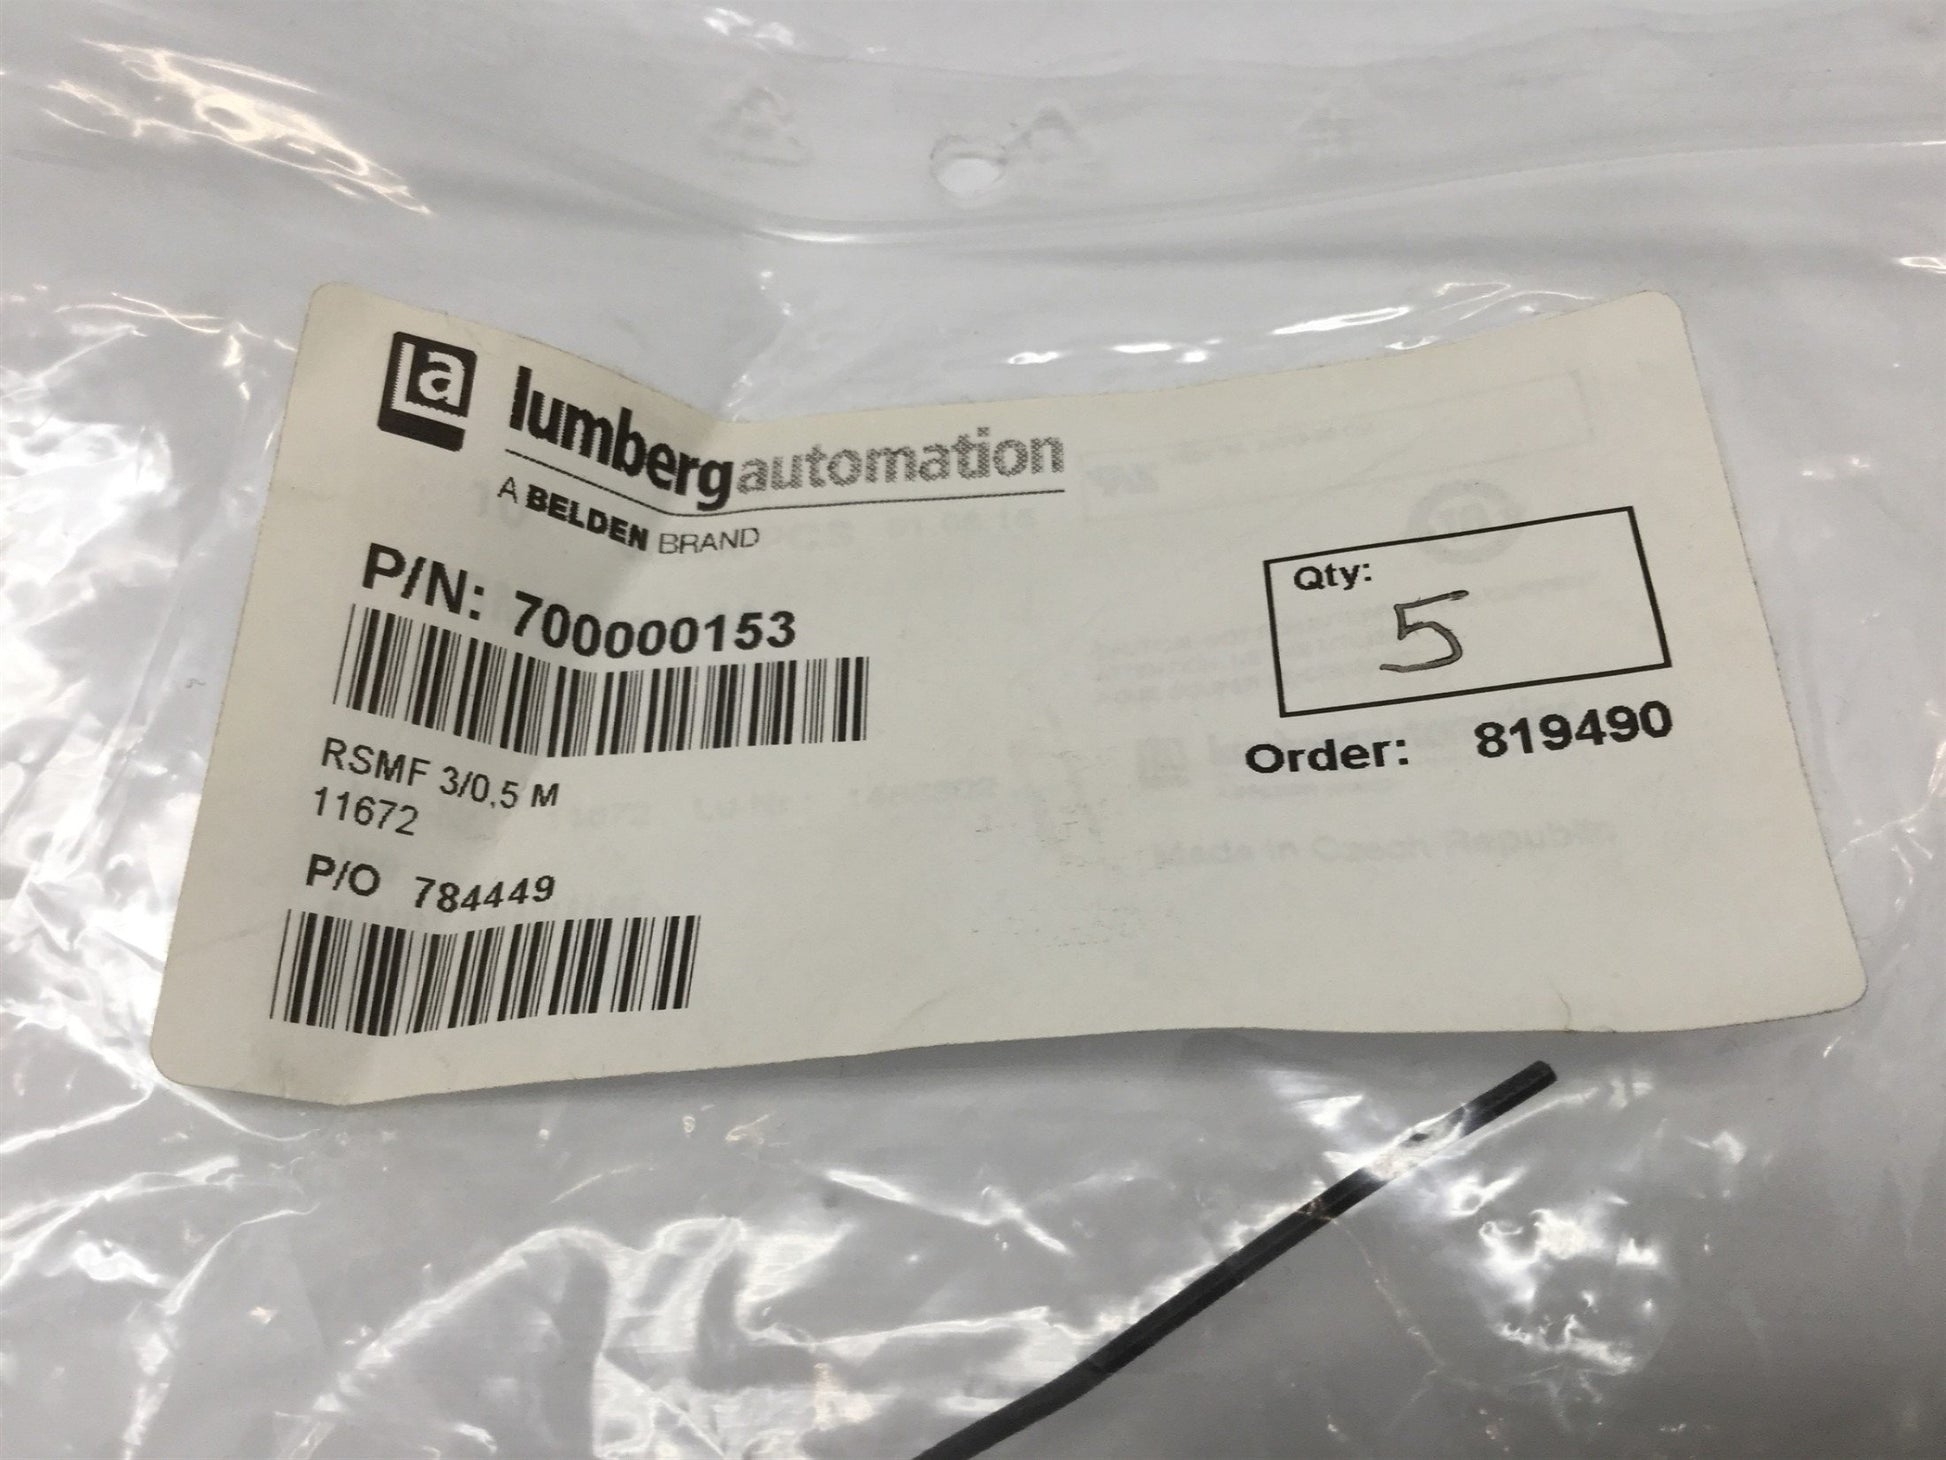 la lumbergautomation
A BELDEN BRAND
P/N: 700000153
Qty:
5
RSMF 3/0,5 M
11672
Order: 819490
P/O 784449
Made in Czech Republic